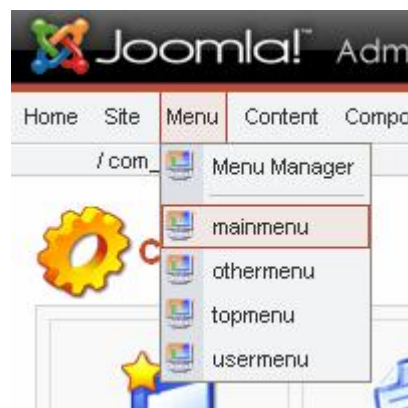 Joomla!™ Adm
Home Site Menu Content Compo
/ com_
Menu Manager
mainmenu
othermenu
topmenu
usermenu
C